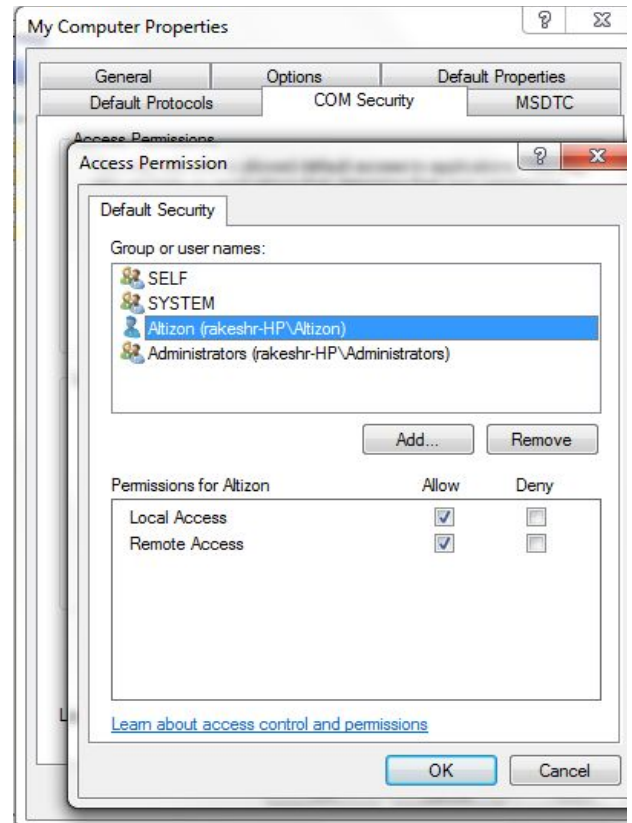 My Computer Properties
General Options Default Properties
Default Protocols COM Security MSDTC
Access Permissions
Access Permission
Default Security
Group or user names:
SELF
SYSTEM
Altizon (rakeshr-HP\Altizon)
Administrators (rakeshr-HP\Administrators)
Add... Remove
Permissions for Altizon Allow Deny
Local Access
Remote Access
Learn about access control and permissions
OK Cancel